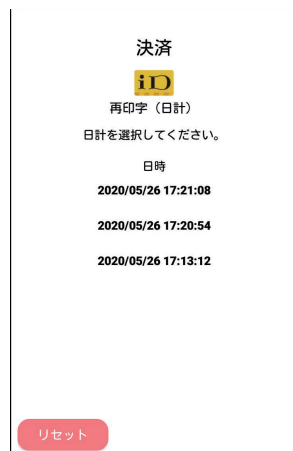 決済
iD
再印字（日計）
日計を選択してください。
日時
2020/05/26 17:21:08
2020/05/26 17:20:54
2020/05/26 17:13:12
リセット